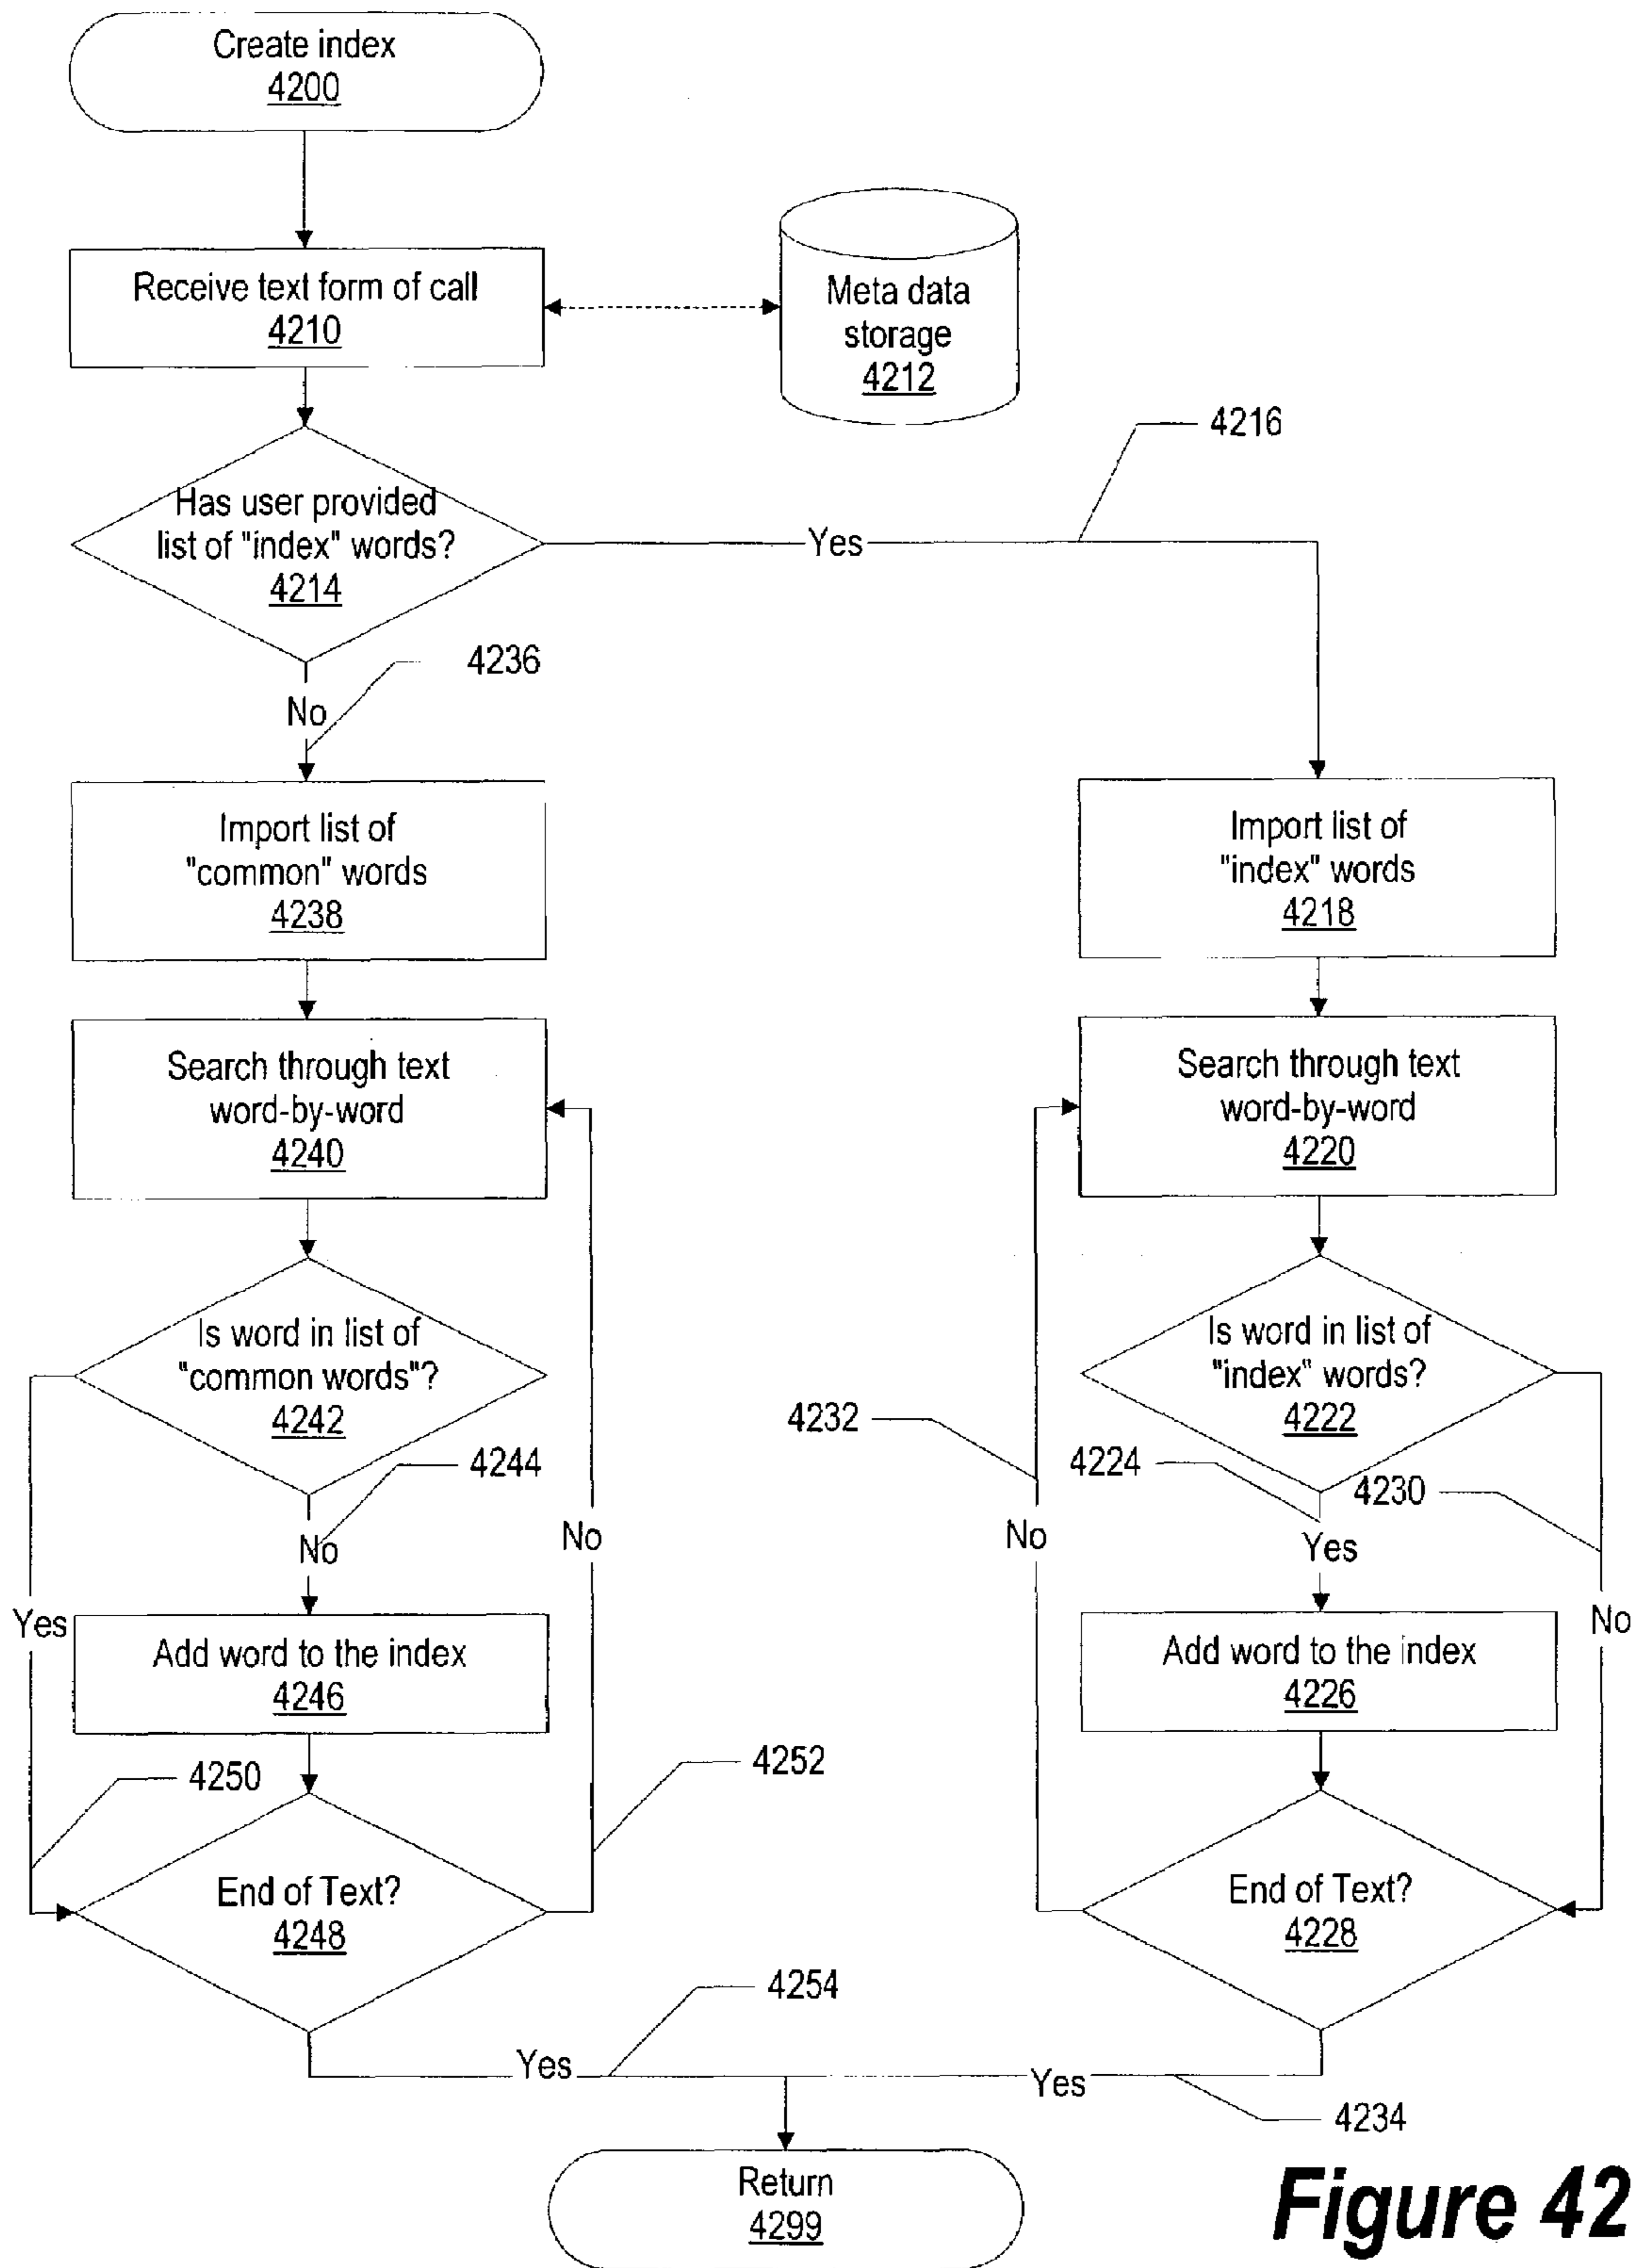 Create index
4200
Receive text form of call
4210
Meta data
storage
4212
4216
Has user provided
list of "index" words?
4214
Yes
4236
No
Import list of
"common" words
4238
Import list of
"index" words
4218
Search through text
word-by-word
4240
Search through text
word-by-word
4220
Is word in list of
"common words"?
4242
Is word in list of
"index" words?
4222
4232
4244
4224
4230
No
No
No
Yes
Yes
No
Add word to the index
4246
Add word to the index
4226
4250
4252
End of Text?
4248
End of Text?
4228
4254
Yes
Yes
4234
Return
4299
Figure 42